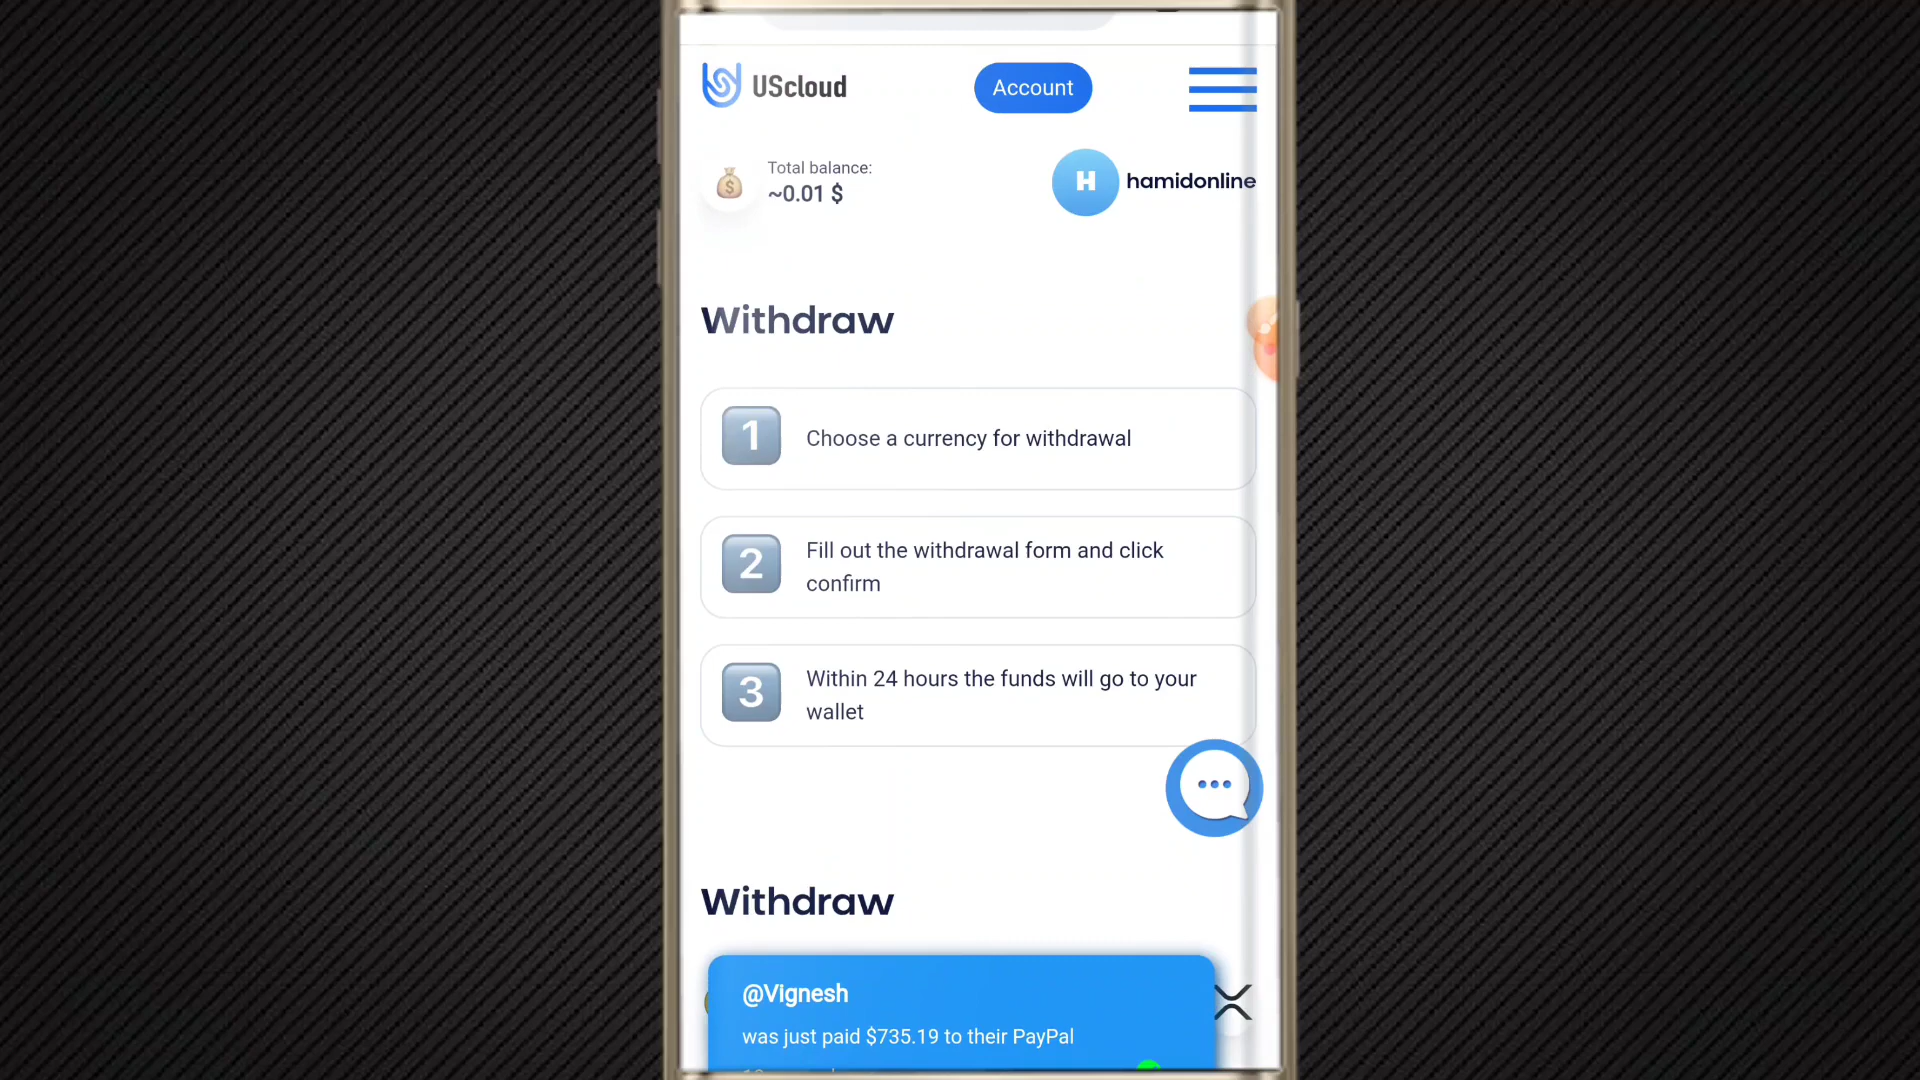 UScloud
Account
Total balance:
~0.01 $
H
hamidonline
Withdraw
1
Choose a currency for withdrawal
2
Fill out the withdrawal form and click
confirm
3
Within 24 hours the funds will go to your
wallet
Withdraw
@Vignesh
was just paid $735.19 to their PayPal